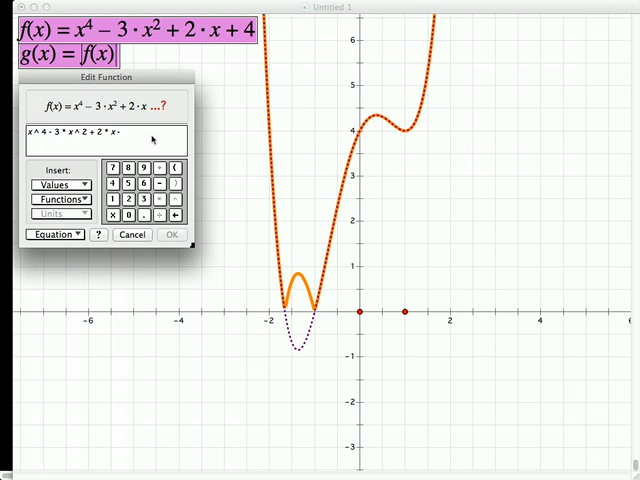 Untitled 1
f(x) = x⁴ – 3·x² + 2·x + 4
g(x) = |f(x)|
Edit Function
f(x) = x⁴ – 3·x² + 2·x ...?
x^4-3*x^2+2*x-
Insert:
Values
Functions
Units
7 8 9 ÷ (
4 5 6 – )
1 2 3 = ^
x 0 . ÷ ←
Equation
?
Cancel
OK
6
5
4
3
2
1
-6 -4 -2 0 2 4 6
-1
-2
-3